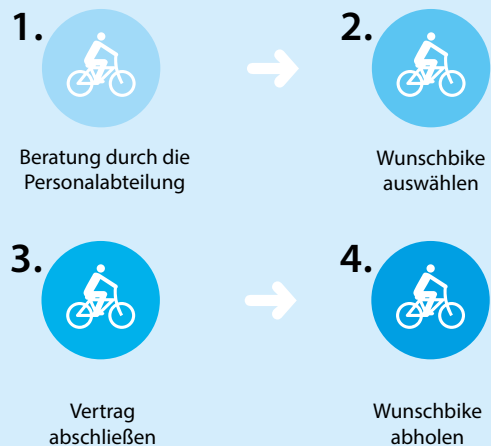 1.
2.
Beratung durch die
Personalabteilung
Wunschbike
auswählen
3.
4.
Vertrag
abschließen
Wunschbike
abholen